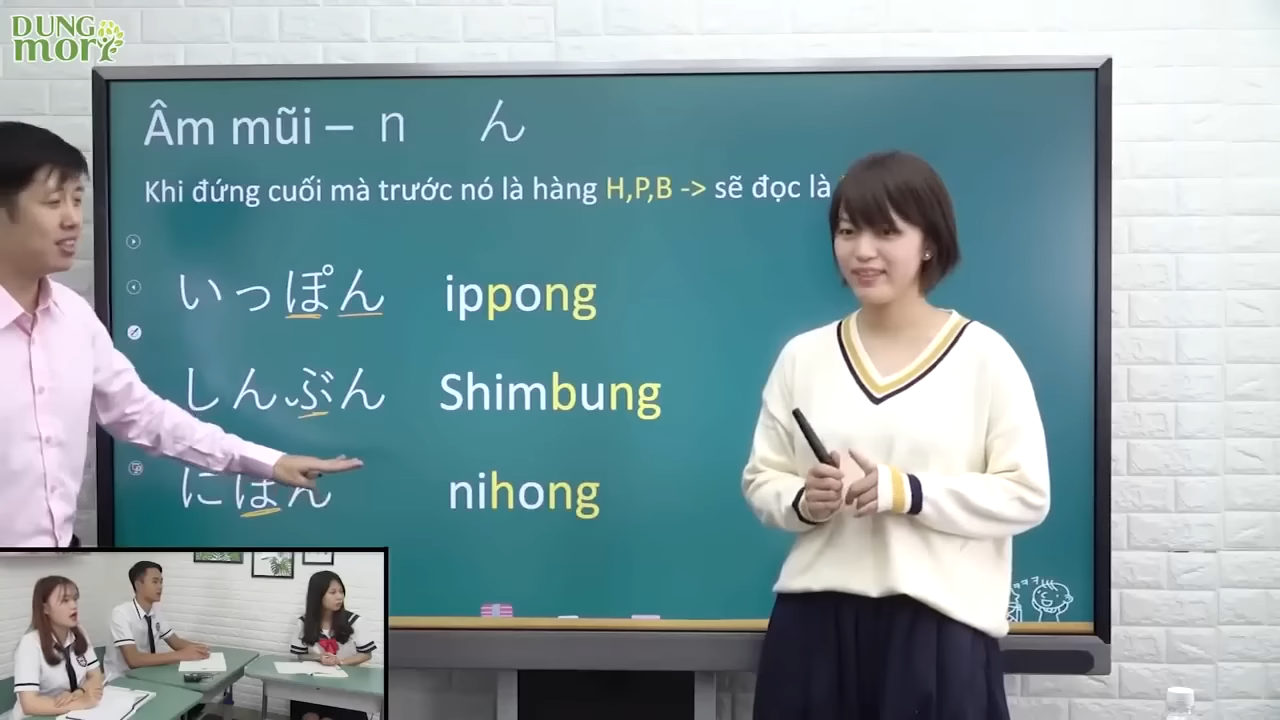 DUNG
mori
Âm mũi – n ん
Khi đứng cuối mà trước nó là hàng H,P,B -> sẽ đọc là
いっぽん ippong
しんぶん Shimbung
にほん nihong